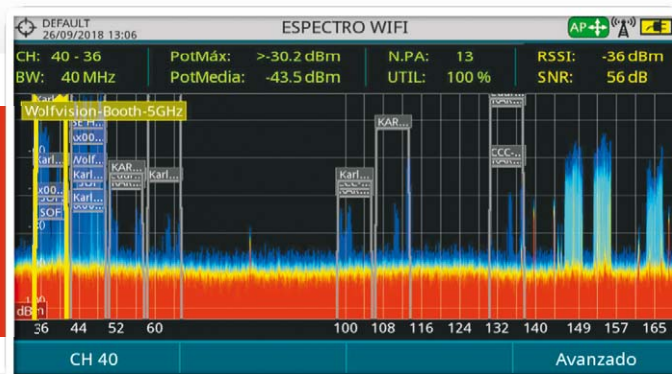 DEFAULT
26/09/2018 13:06
ESPECTRO WIFI
AP
CH: 40 - 36
PotMáx: >-30.2 dBm
N.PA: 13
RSSI: -36 dBm
BW: 40 MHz
PotMedia: -43.5 dBm
UTIL: 100 %
SNR: 56 dB
Wolfvision-Booth-5GHz
KAR...
Wolf...
Karl...
KAR...
Karl...
Karl...
Karl...
dBm
36 44 52 60 100 108 116 124 132 140 149 157 165
CH 40
Avanzado